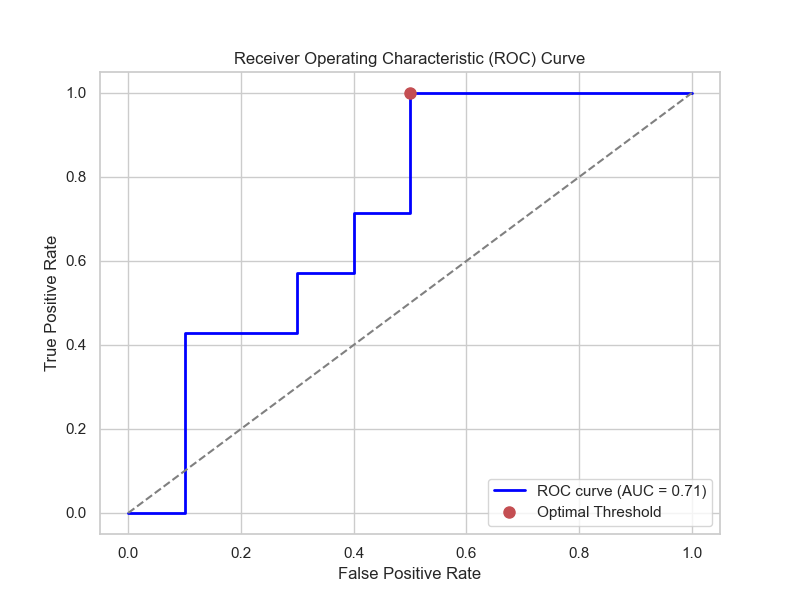 Receiver Operating Characteristic (ROC) Curve
True Positive Rate
1.0
0.8
0.6
0.4
0.2
0.0
0.0 0.2 0.4 0.6 0.8 1.0
False Positive Rate
ROC curve (AUC = 0.71)
Optimal Threshold